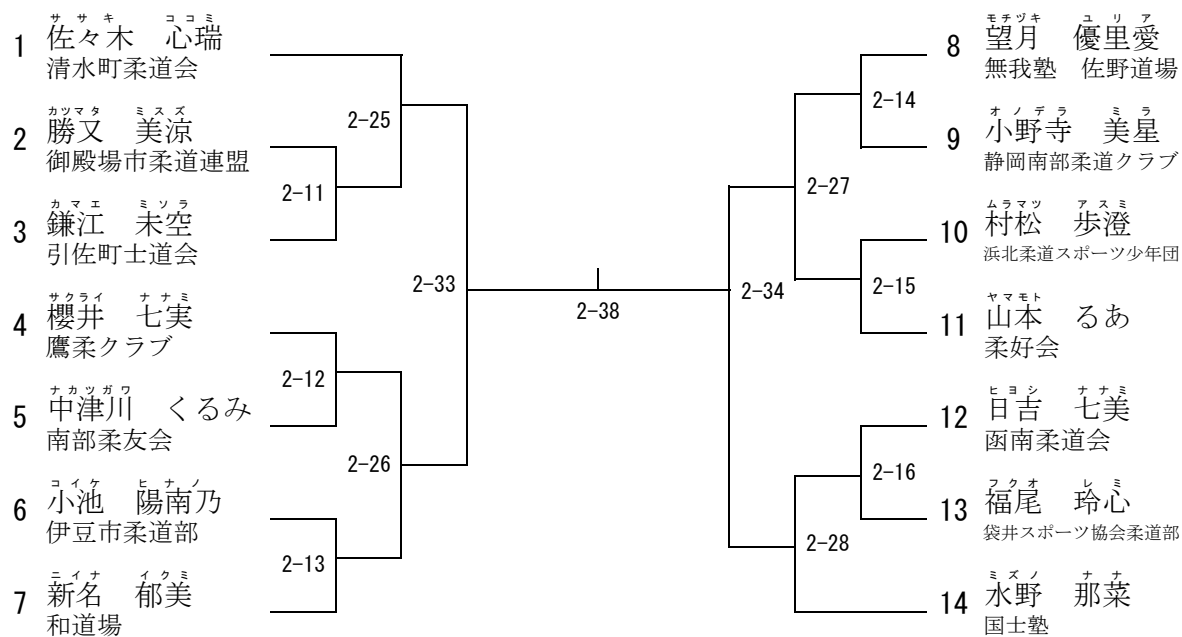 ササキ　ココミ
1 佐々木　心瑞
清水町柔道会
カツマタ　ミスズ
2 勝又　美涼
御殿場市柔道連盟
カマエ　ミソラ
3 鎌江　未空
引佐町士道会
サクライ　ナナミ
4 櫻井　七実
鷹柔クラブ
ナカツガワ
5 中津川　くるみ
南部柔友会
コイケ　ヒナノ
6 小池　陽南乃
伊豆市柔道部
ニイナ　イクミ
7 新名　郁美
和道場
2-25
2-11
2-33
2-12
2-26
2-13
2-38
2-14
2-27
2-34
2-15
2-16
2-28
モチヅキ　ユリア
8 望月　優里愛
無我塾　佐野道場
オノデラ　ミラ
9 小野寺　美星
静岡南部柔道クラブ
ムラマツ　アスミ
10 村松　歩澄
浜北柔道スポーツ少年団
ヤマモト
11 山本　るあ
柔好会
ヒヨシ　ナナミ
12 日吉　七美
函南柔道会
フクオ　レミ
13 福尾　玲心
袋井スポーツ協会柔道部
ミズノ　ナナ
14 水野　那菜
国士塾